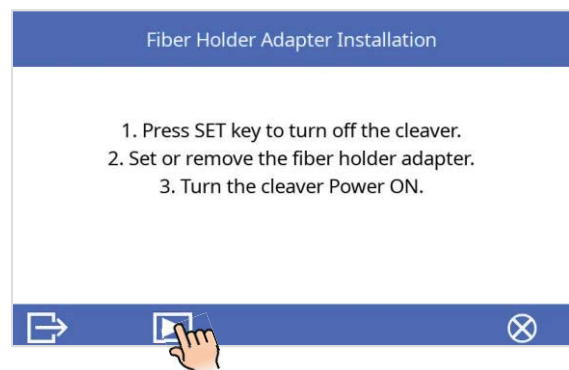 Fiber Holder Adapter Installation
1. Press SET key to turn off the cleaver.
2. Set or remove the fiber holder adapter.
3. Turn the cleaver Power ON.